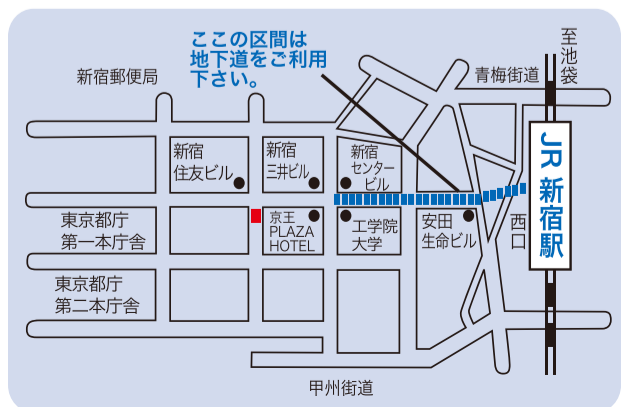 ここの区間は
地下道をご利用
下さい。
至池袋
新宿郵便局
青梅街道
新宿
住友ビル
新宿
三井ビル
新宿
センター
ビル
JR 新宿駅
西口
東京都庁
第一本庁舎
京王
PLAZA
HOTEL
工学院
大学
安田
生命ビル
東京都庁
第二本庁舎
甲州街道